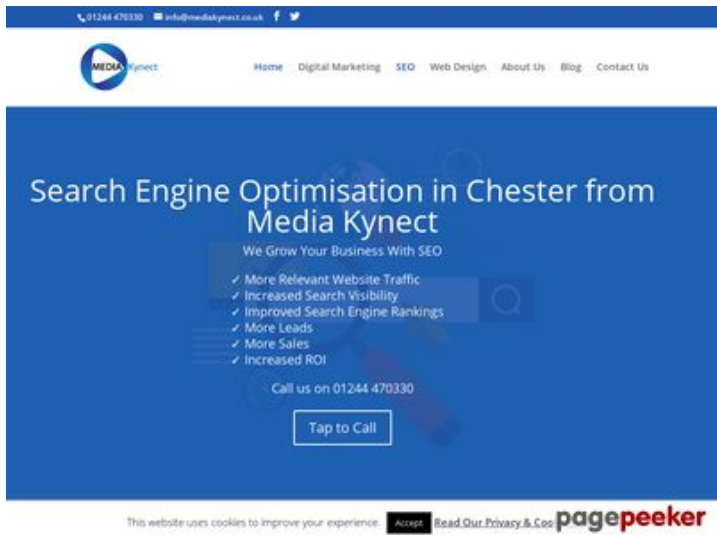 01244 470330 info@mediakynect.co.uk
MEDIA Kynect
Home Digital Marketing SEO Web Design About Us Blog Contact Us
Search Engine Optimisation in Chester from
Media Kynect
We Grow Your Business With SEO
✓ More Relevant Website Traffic
✓ Increased Search Visibility
✓ Improved Search Engine Rankings
✓ More Leads
✓ More Sales
✓ Increased ROI
Call us on 01244 470330
Tap to Call
This website uses cookies to improve your experience. Accept Read Our Privacy & Coo
pagepeeker